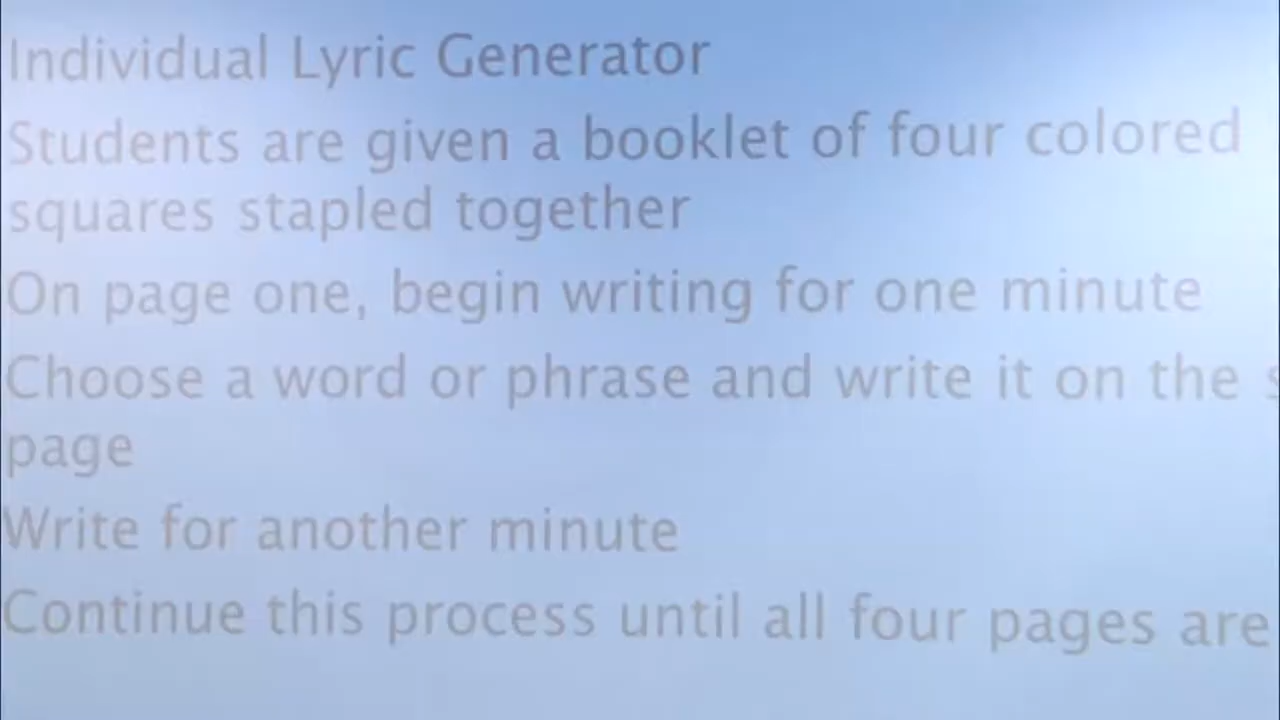 Individual Lyric Generator
Students are given a booklet of four colored
squares stapled together
On page one, begin writing for one minute
Choose a word or phrase and write it on the
page
Write for another minute
Continue this process until all four pages are